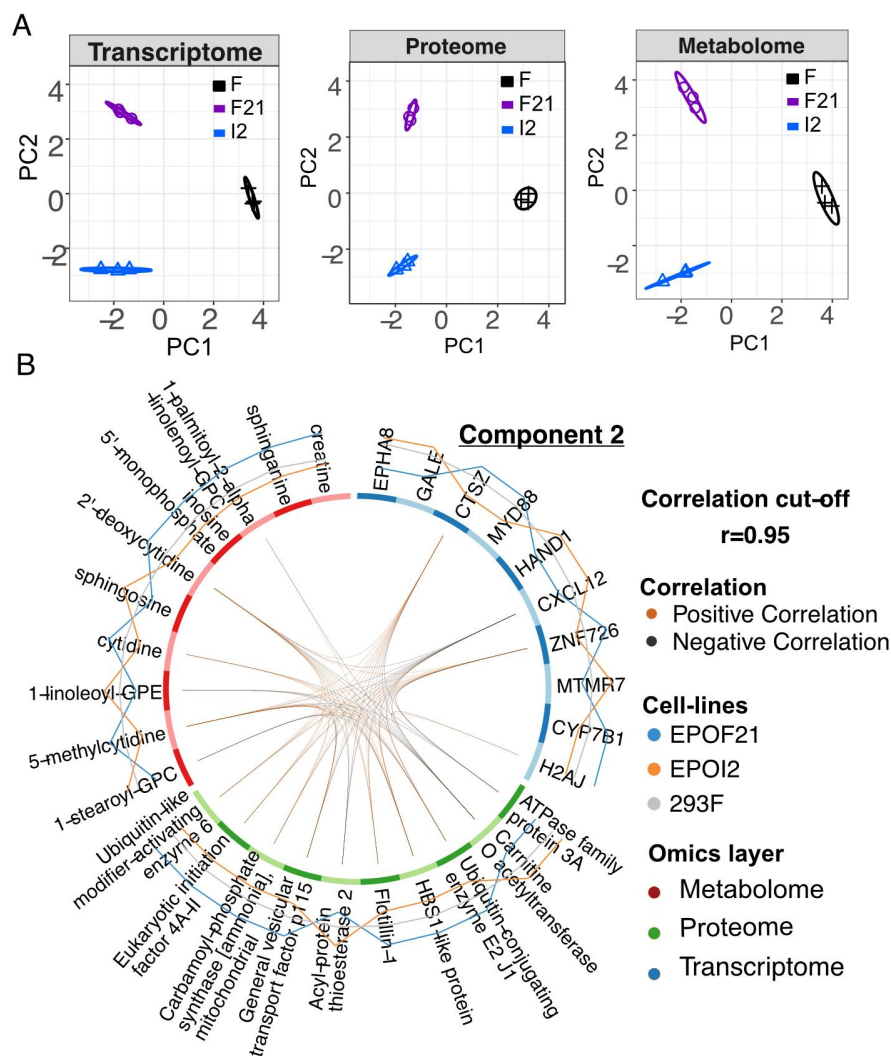 A
Transcriptome
Proteome
Metabolome
F
F21
I2
F
F21
I2
F
F21
I2
PC2
4
2
0
−2
PC2
4
2
0
−2
PC2
4
2
0
−2
−2 0 2 4
−2 0 2 4
−2 0 2 4
PC1
PC1
PC1
B
Component 2
1−palmitoyl−2−alpha
−linolenoyl−GPC
5'−monophosphate
inosine
2'−deoxycytidine
sphinganine
creatine
sphingosine
cytidine
1−linoleoyl−GPE
5−methylcytidine
1−stearoyl−GPC
EPHA8
GALE
CTSZ
MYD88
HAND1
CXCL12
ZNF726
MTMR7
CYP7B1
H2AJ
Ubiquitin−like
modifier−activating
enzyme 6
Eukaryotic initiation
factor 4A−II
Carbamoyl−phosphate
synthase [ammonia],
mitochondrial
General vesicular
transport factor p115
Acyl−protein
thioesterase 2
Flotillin−1
HBS1−like protein
Ubiquitin−conjugating
enzyme E2 J1
Carnitine
O acetyltransferase
ATPase family
protein 3A
Correlation cut−off
r=0.95
Correlation
Positive Correlation
Negative Correlation
Cell−lines
EPOF21
EPOI2
293F
Omics layer
Metabolome
Proteome
Transcriptome